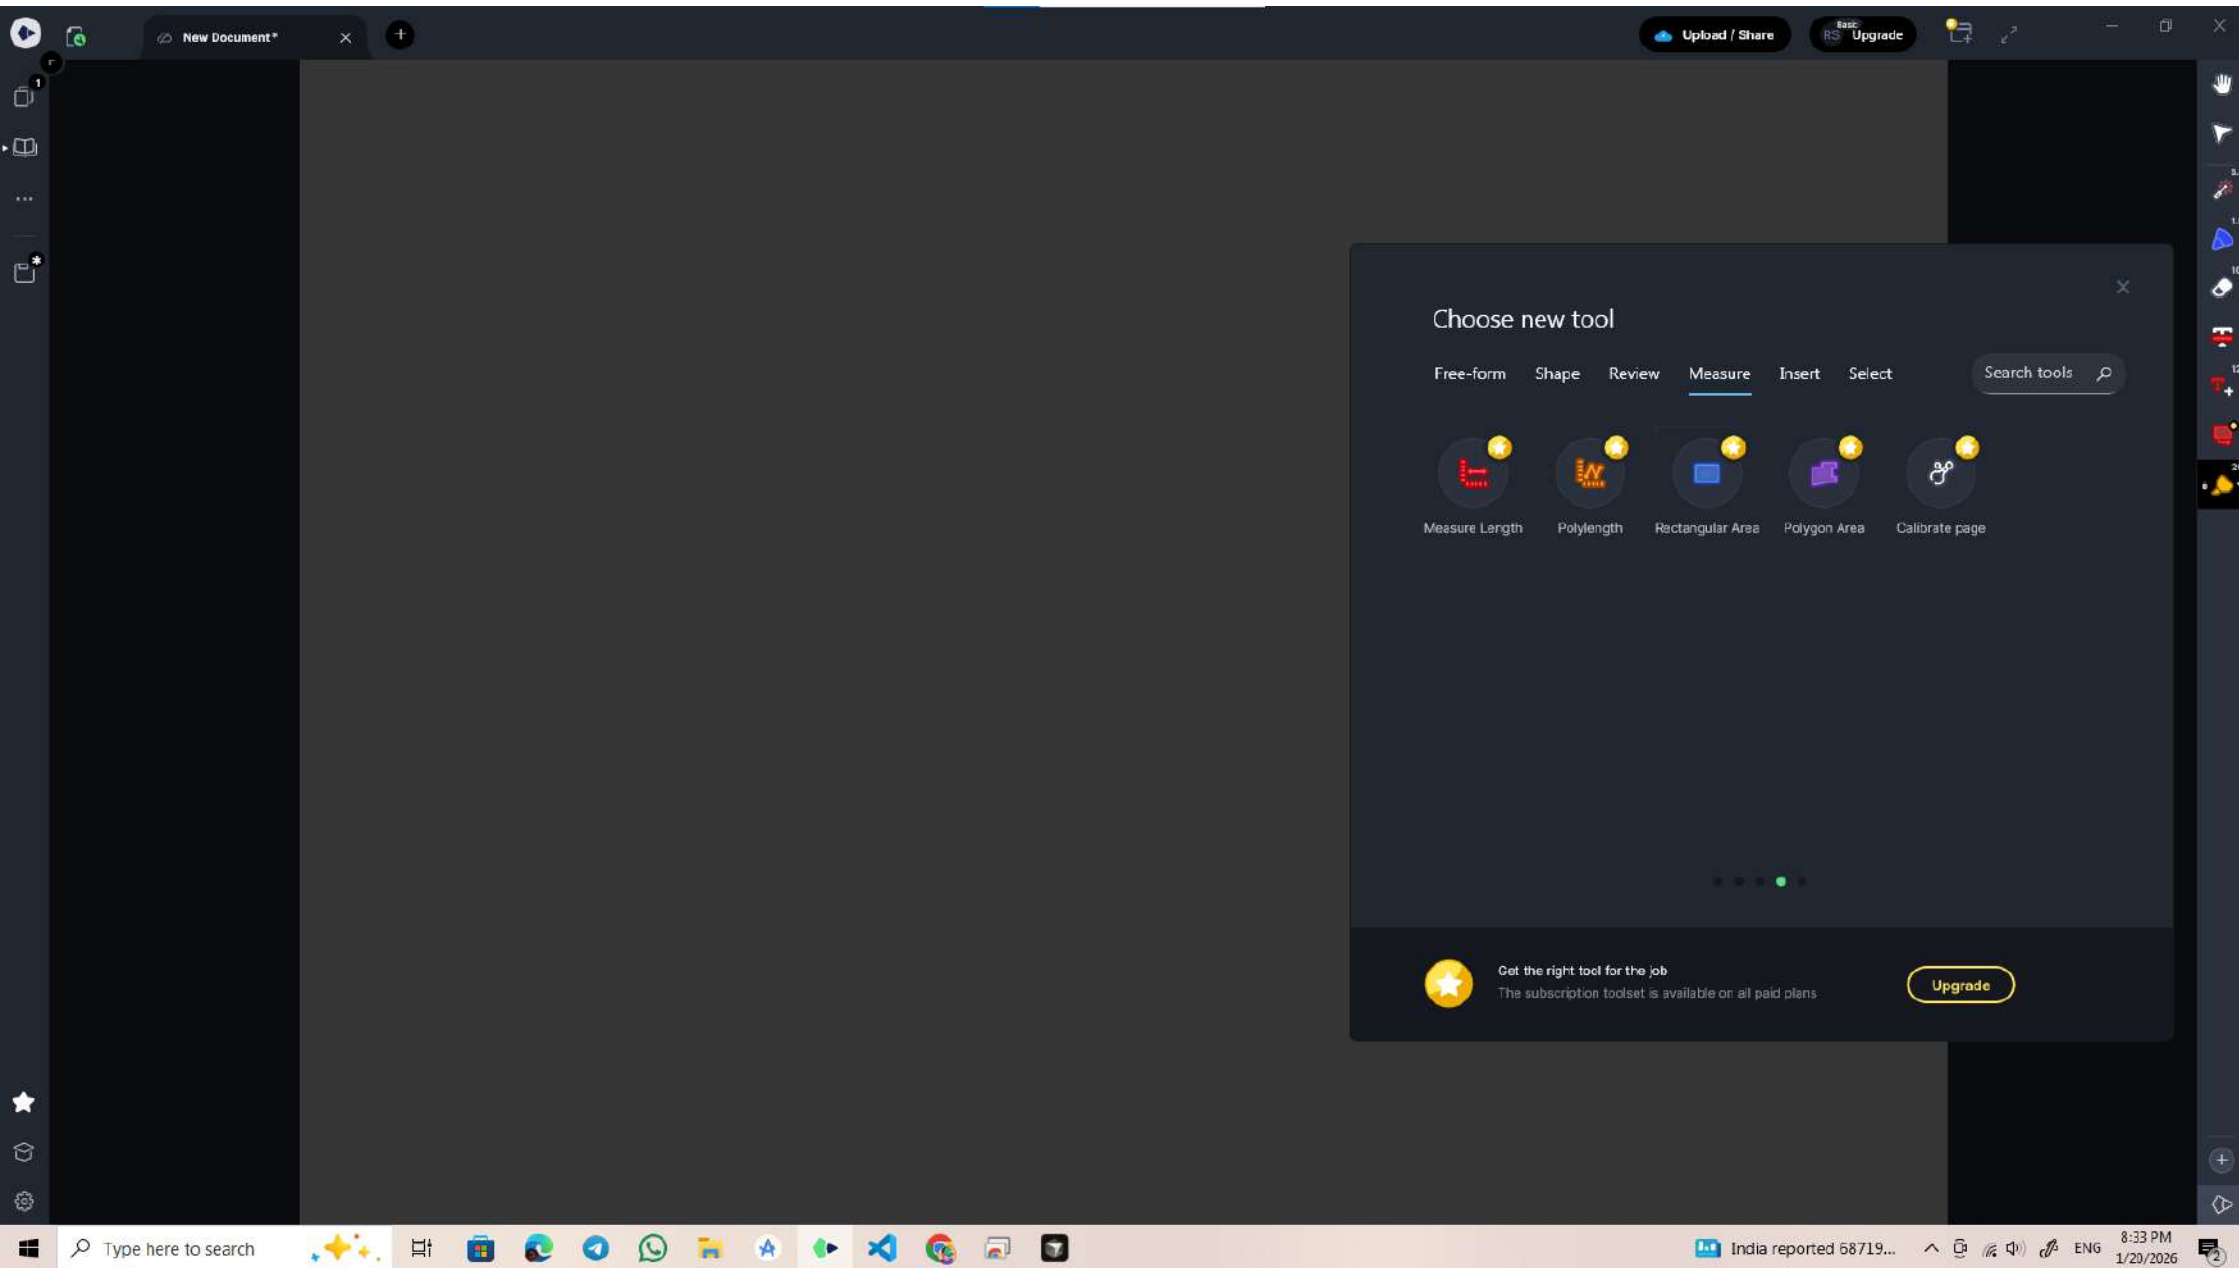 New Document*
Upload / Share
Basic
RS Upgrade
1
Choose new tool
Free-form Shape Review Measure Insert Select Search tools
Measure Length Polylength Rectangular Area Polygon Area Calibrate page
Get the right tool for the job
The subscription toolset is available on all paid plans
Upgrade
Type here to search
India reported 68719...
ENG
8:33 PM
1/20/2026
2